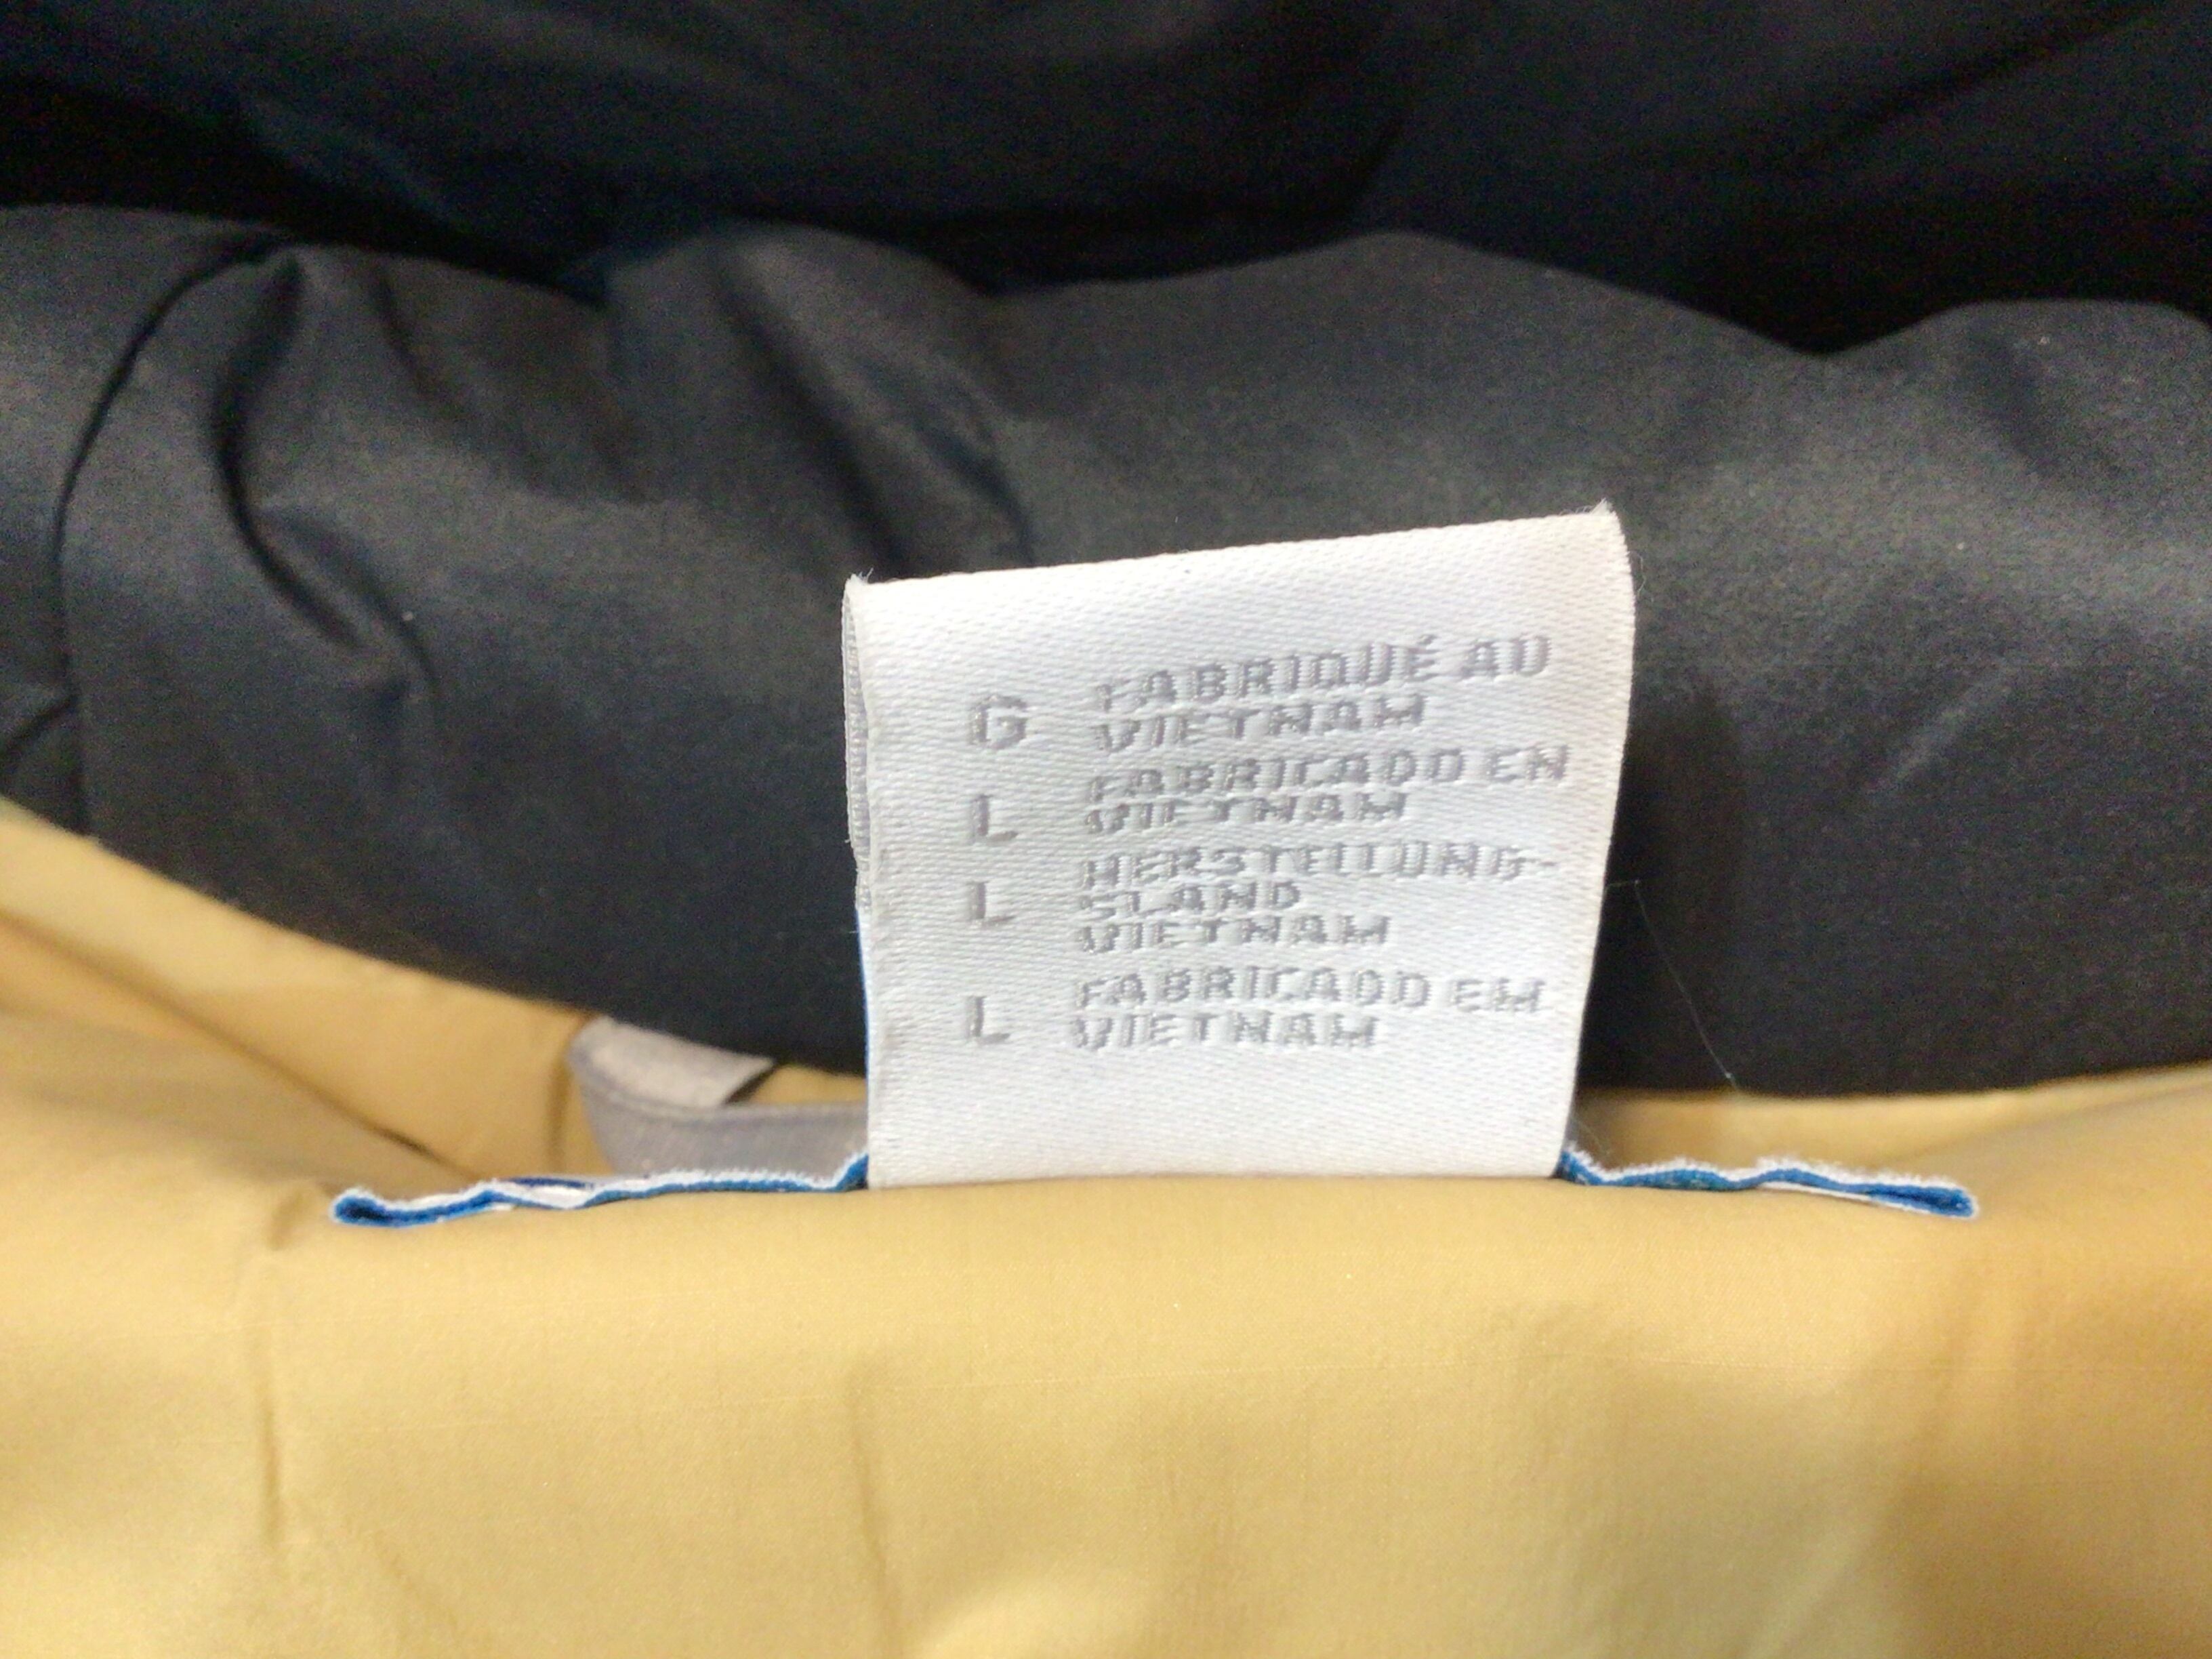 G FABRIQUÉ AU
VIETNAM
L FABRICADO EN
VIETNAM
L HERSTELLUNG-
SLAND
VIETNAM
L FABRICADO EM
VIETNAM